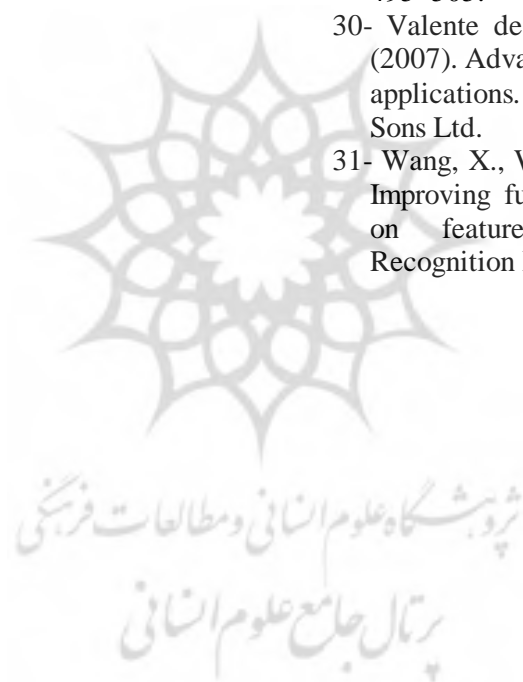 30- Valente de
(2007). Adva
applications.
Sons Ltd.
31- Wang, X., W
Improving fu
on feature
Recognition
پژوهشگاه علوم انسانی و مطالعات فرهنگی
پرتال جامع علوم انسانی